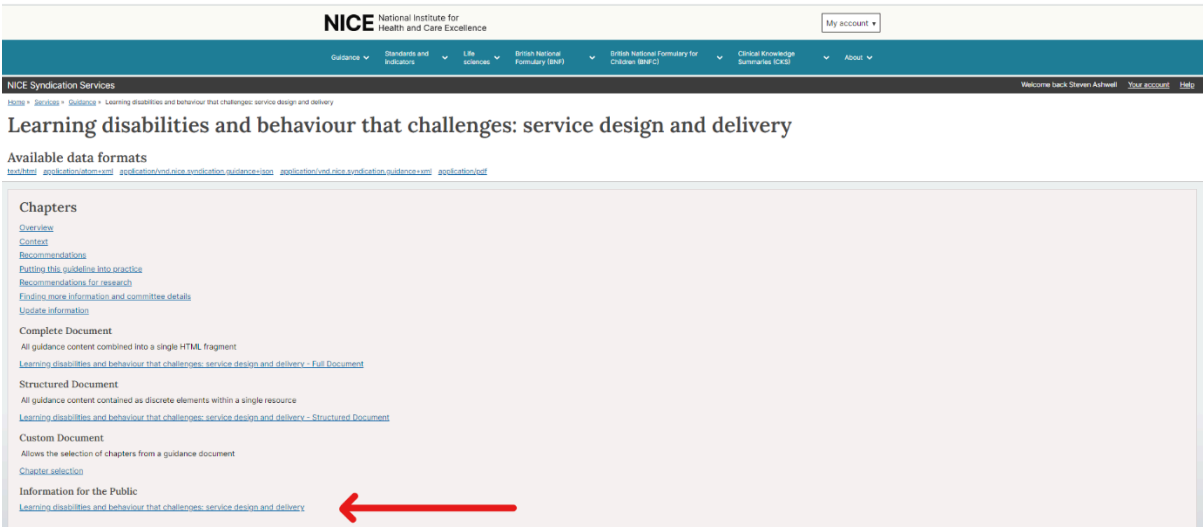 NICE National Institute for
Health and Care Excellence
My account ▾
Guidance Standards and indicators Life sciences British National Formulary (BNF) British National Formulary for Children (BNFC) Clinical Knowledge Summaries (CKS) About
NICE Syndication Services Welcome back Steven Ashwell Your account Help
Home > Services > Guidance > Learning disabilities and behaviour that challenges: service design and delivery
Learning disabilities and behaviour that challenges: service design and delivery
Available data formats
text/html application/atom+xml application/vnd.nice.syndication.guidance+json application/vnd.nice.syndication.guidance+xml application/pdf
Chapters
Overview
Context
Recommendations
Putting this guideline into practice
Recommendations for research
Finding more information and committee details
Update information
Complete Document
All guidance content combined into a single HTML fragment
Learning disabilities and behaviour that challenges: service design and delivery - Full Document
Structured Document
All guidance content contained as discrete elements within a single resource
Learning disabilities and behaviour that challenges: service design and delivery - Structured Document
Custom Document
Allows the selection of chapters from a guidance document
Chapter selection
Information for the Public
Learning disabilities and behaviour that challenges: service design and delivery